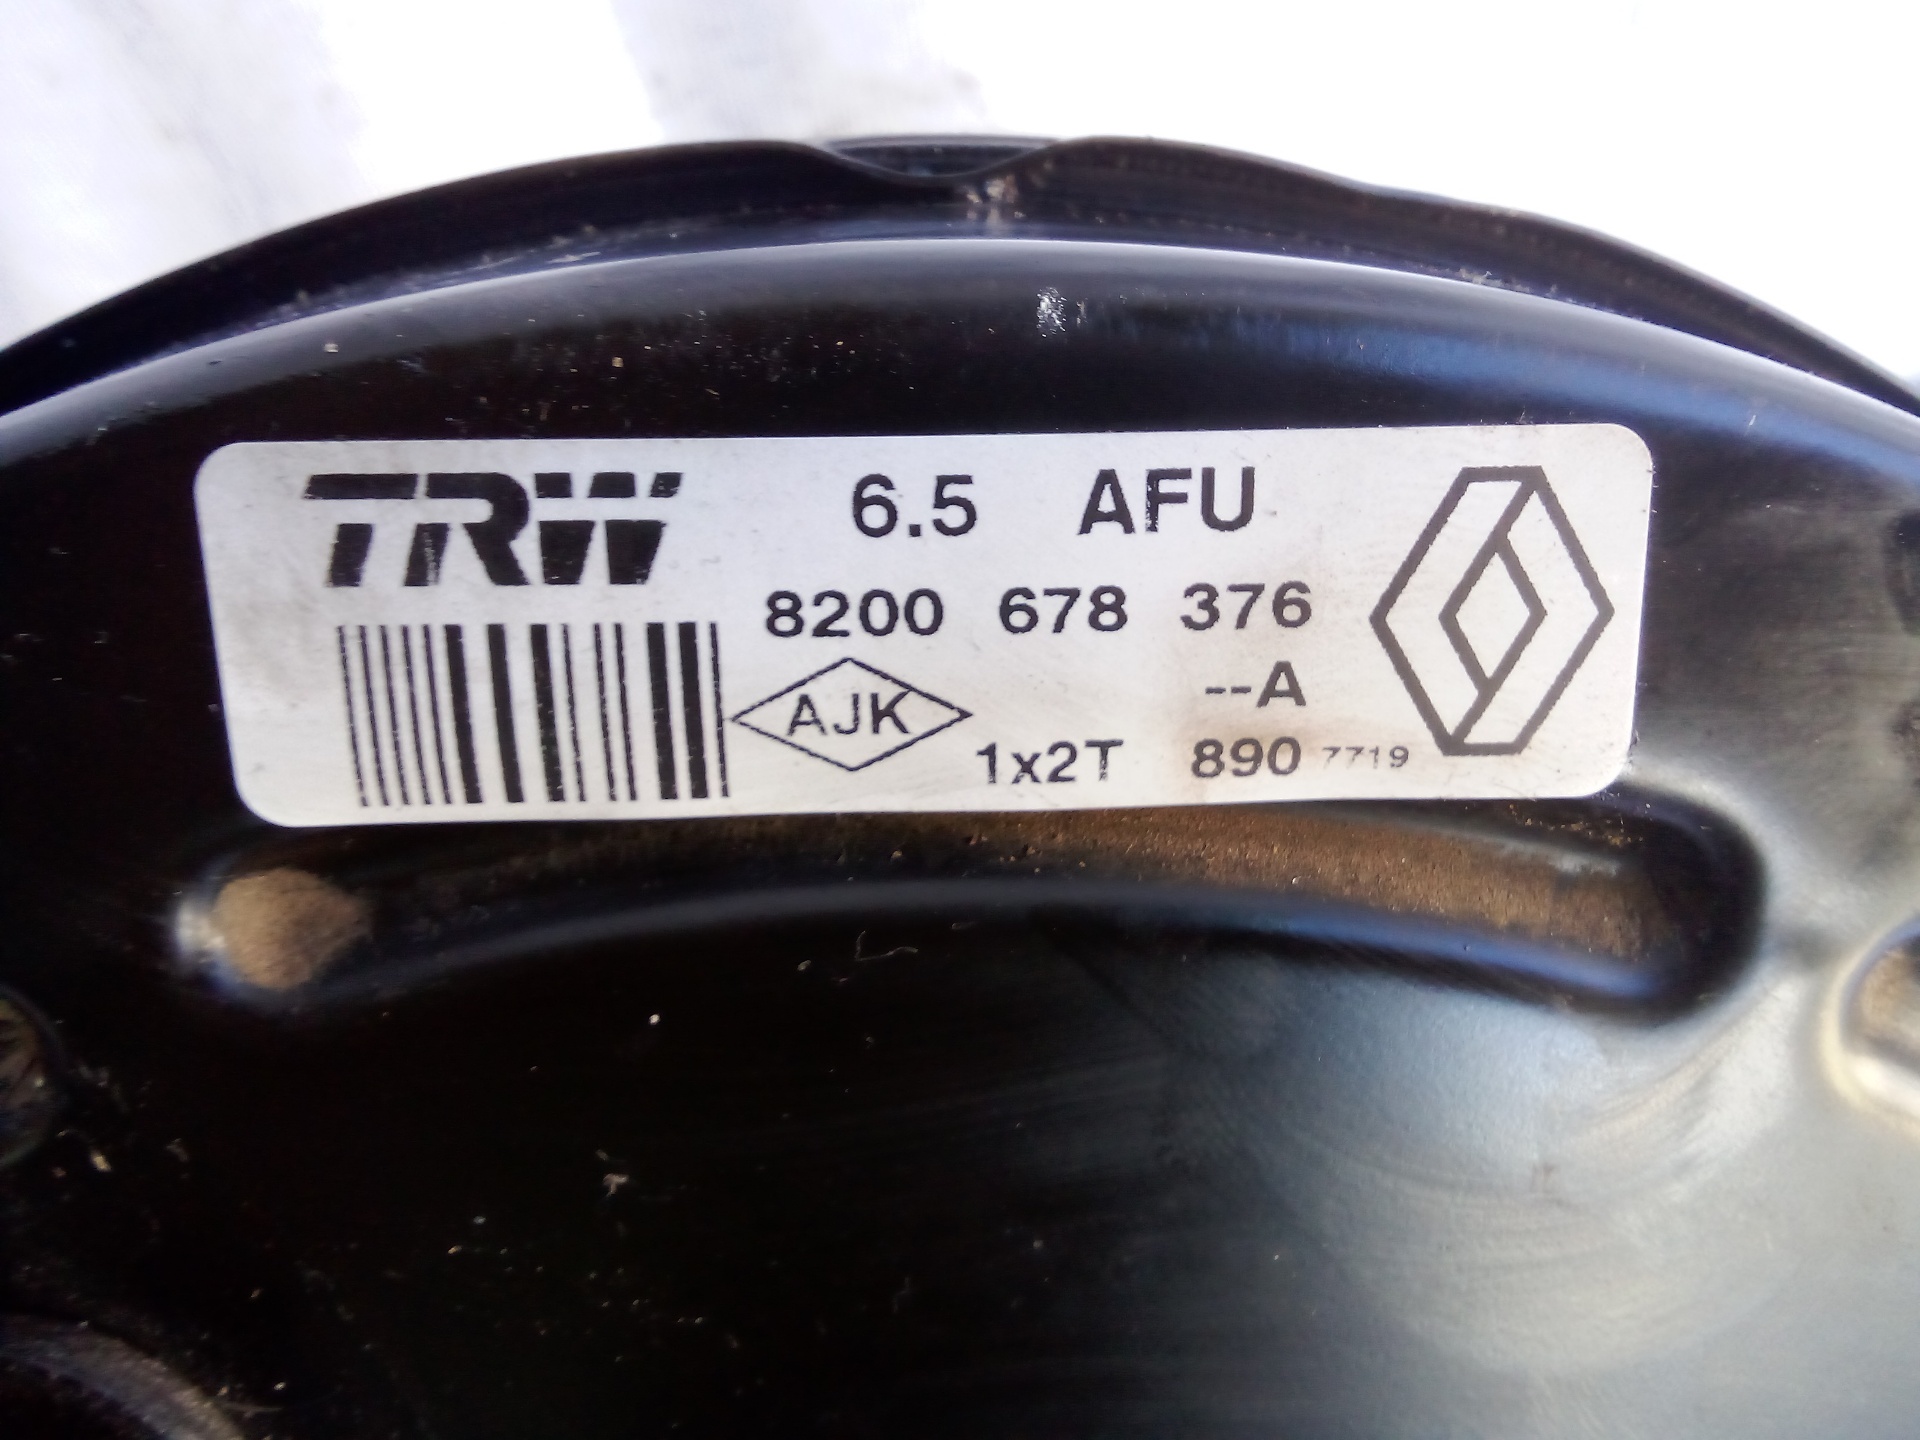 TRW 6.5 AFU
8200 678 376
--A
AJK
1x2T 890 7719